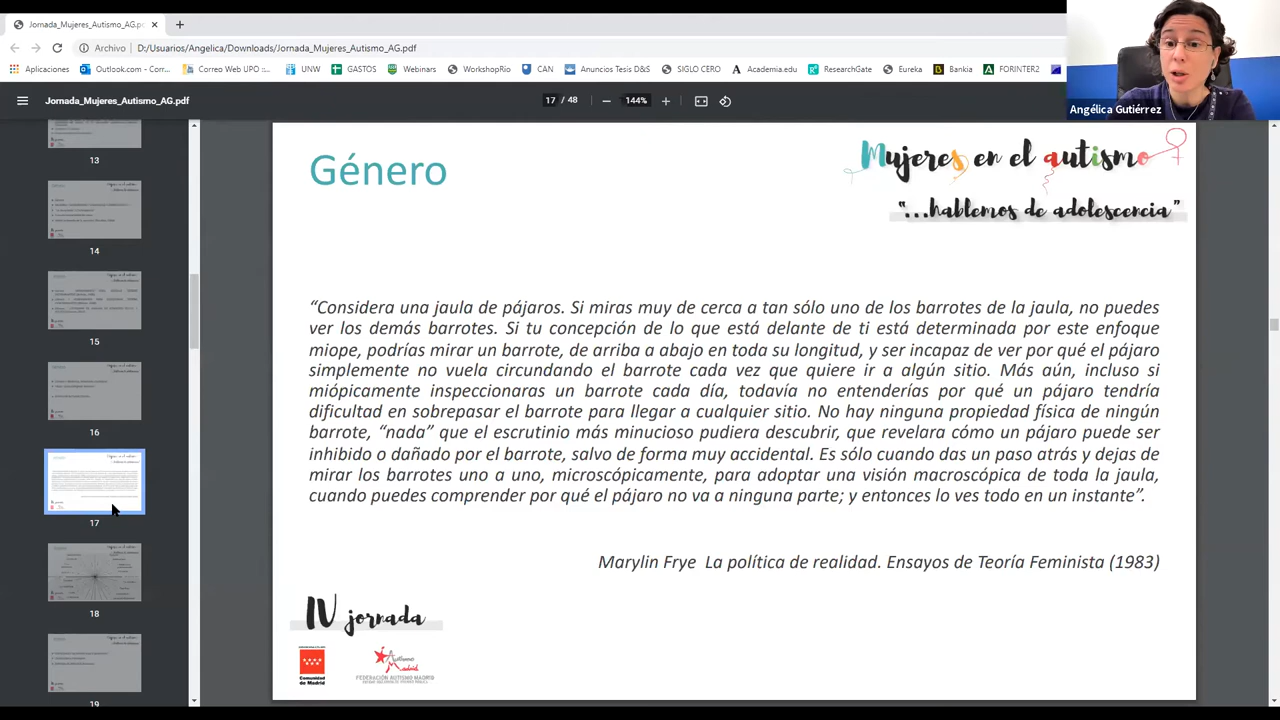 Jornada_Mujeres_Autismo_AG.pdf
Archivo D:/Usuarios/Angelica/Downloads/Jornada_Mujeres_Autismo_AG.pdf
Aplicaciones Outlook.com - Corr... Correo Web UPO ::... UNW GASTOS Webinars WorkshopRio CAN Anuncios Tesis D&S SIGLO CERO Academia.edu ResearchGate Eureka Bankia FORINTER2
Angélica Gutiérrez
Jornada_Mujeres_Autismo_AG.pdf 17 / 48 144%
13
14
15
16
17
18
19
Género
Mujeres en el autismo
“...hablemos de adolescencia”
“Considera una jaula de pájaros. Si miras muy de cerca a tan sólo uno de los barrotes de la jaula, no puedes
ver los demás barrotes. Si tu concepción de lo que está delante de ti está determinada por este enfoque
miope, podrías mirar un barrote, de arriba a abajo en toda su longitud, y ser incapaz de ver por qué el pájaro
simplemente no vuela circundando el barrote cada vez que quiere ir a algún sitio. Más aún, incluso si
miópicamente inspeccionaras un barrote cada día, todavía no entenderías por qué un pájaro tendría
dificultad en sobrepasar el barrote para llegar a cualquier sitio. No hay ninguna propiedad física de ningún
barrote, “nada” que el escrutinio más minucioso pudiera descubrir, que revelara cómo un pájaro puede ser
inhibido o dañado por el barrote, salvo de forma muy accidental. Es sólo cuando das un paso atrás y dejas de
mirar los barrotes uno a uno, microscópicamente, para adoptar una visión macroscópica de toda la jaula,
cuando puedes comprender por qué el pájaro no va a ninguna parte; y entonces lo ves todo en un instante”.
Marylin Frye La política de realidad. Ensayos de Teoría Feminista (1983)
IV jornada
Comunidad
de Madrid
Autismo
Madrid
FEDERACIÓN AUTISMO MADRID